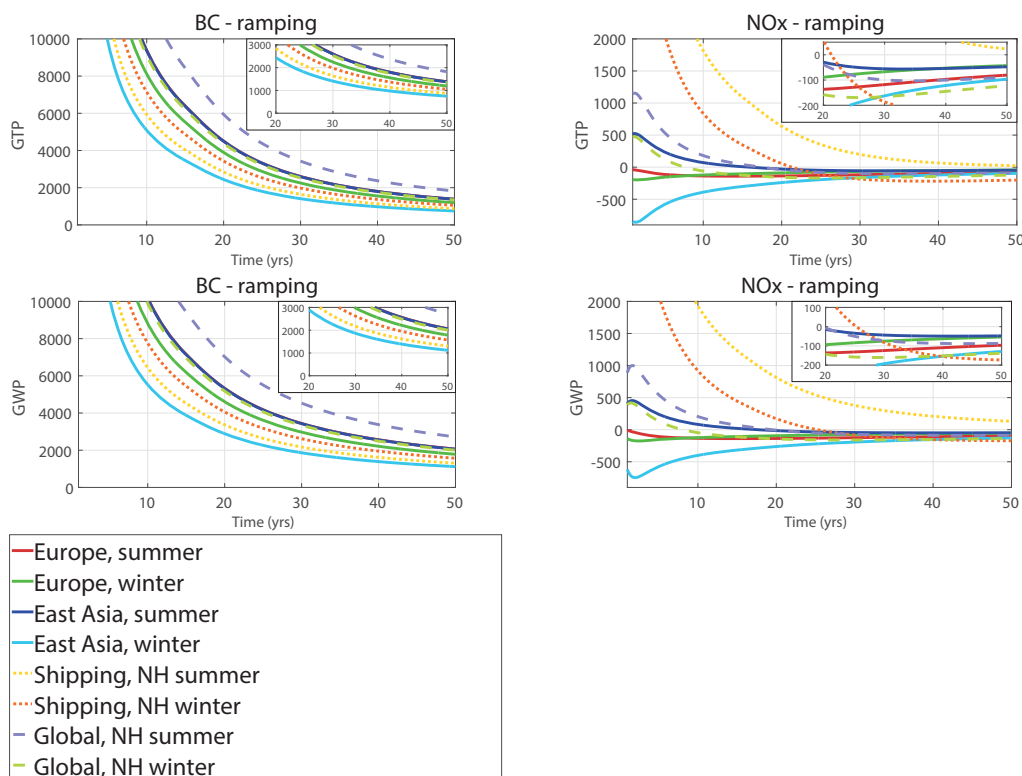 BC - ramping
10000
8000
6000
4000
2000
0
GTP
10 20 30 40 50
Time (yrs)
3000
2000
1000
0
20 30 40 50
NOx - ramping
2000
1500
1000
500
0
-500
GTP
10 20 30 40 50
Time (yrs)
0
-100
-200
20 30 40 50
BC - ramping
10000
8000
6000
4000
2000
0
GWP
10 20 30 40 50
Time (yrs)
3000
2000
1000
0
20 30 40 50
NOx - ramping
2000
1500
1000
500
0
-500
GWP
10 20 30 40 50
Time (yrs)
100
0
-100
-200
20 30 40 50
Europe, summer
Europe, winter
East Asia, summer
East Asia, winter
Shipping, NH summer
Shipping, NH winter
Global, NH summer
Global, NH winter